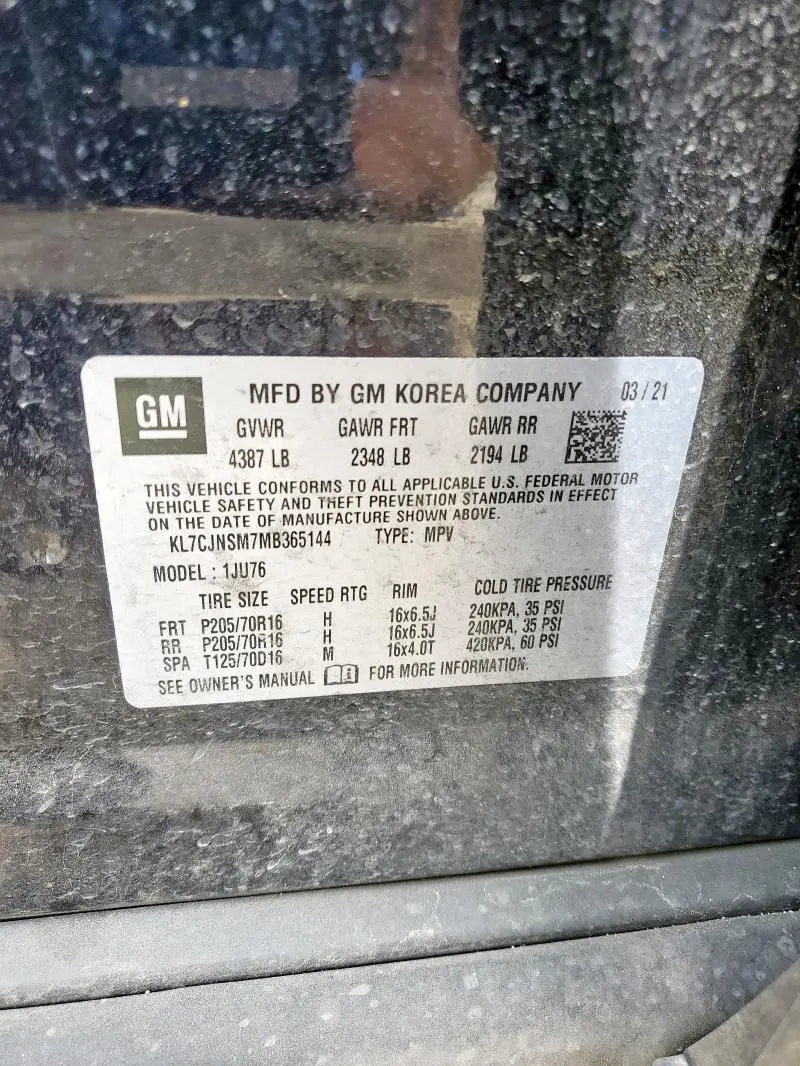 GM
MFD BY GM KOREA COMPANY 03 / 21
GVWR GAWR FRT GAWR RR
4387 LB 2348 LB 2194 LB
THIS VEHICLE CONFORMS TO ALL APPLICABLE U.S. FEDERAL MOTOR
VEHICLE SAFETY AND THEFT PREVENTION STANDARDS IN EFFECT
ON THE DATE OF MANUFACTURE SHOWN ABOVE.
KL7CJNSM7MB365144 TYPE: MPV
MODEL : 1JU76
TIRE SIZE SPEED RTG RIM COLD TIRE PRESSURE
FRT P205/70R16 H 16x6.5J 240KPA, 35 PSI
RR P205/70R16 H 16x6.5J 240KPA, 35 PSI
SPA T125/70D16 M 16x4.0T 420KPA, 60 PSI
SEE OWNER'S MANUAL FOR MORE INFORMATION.